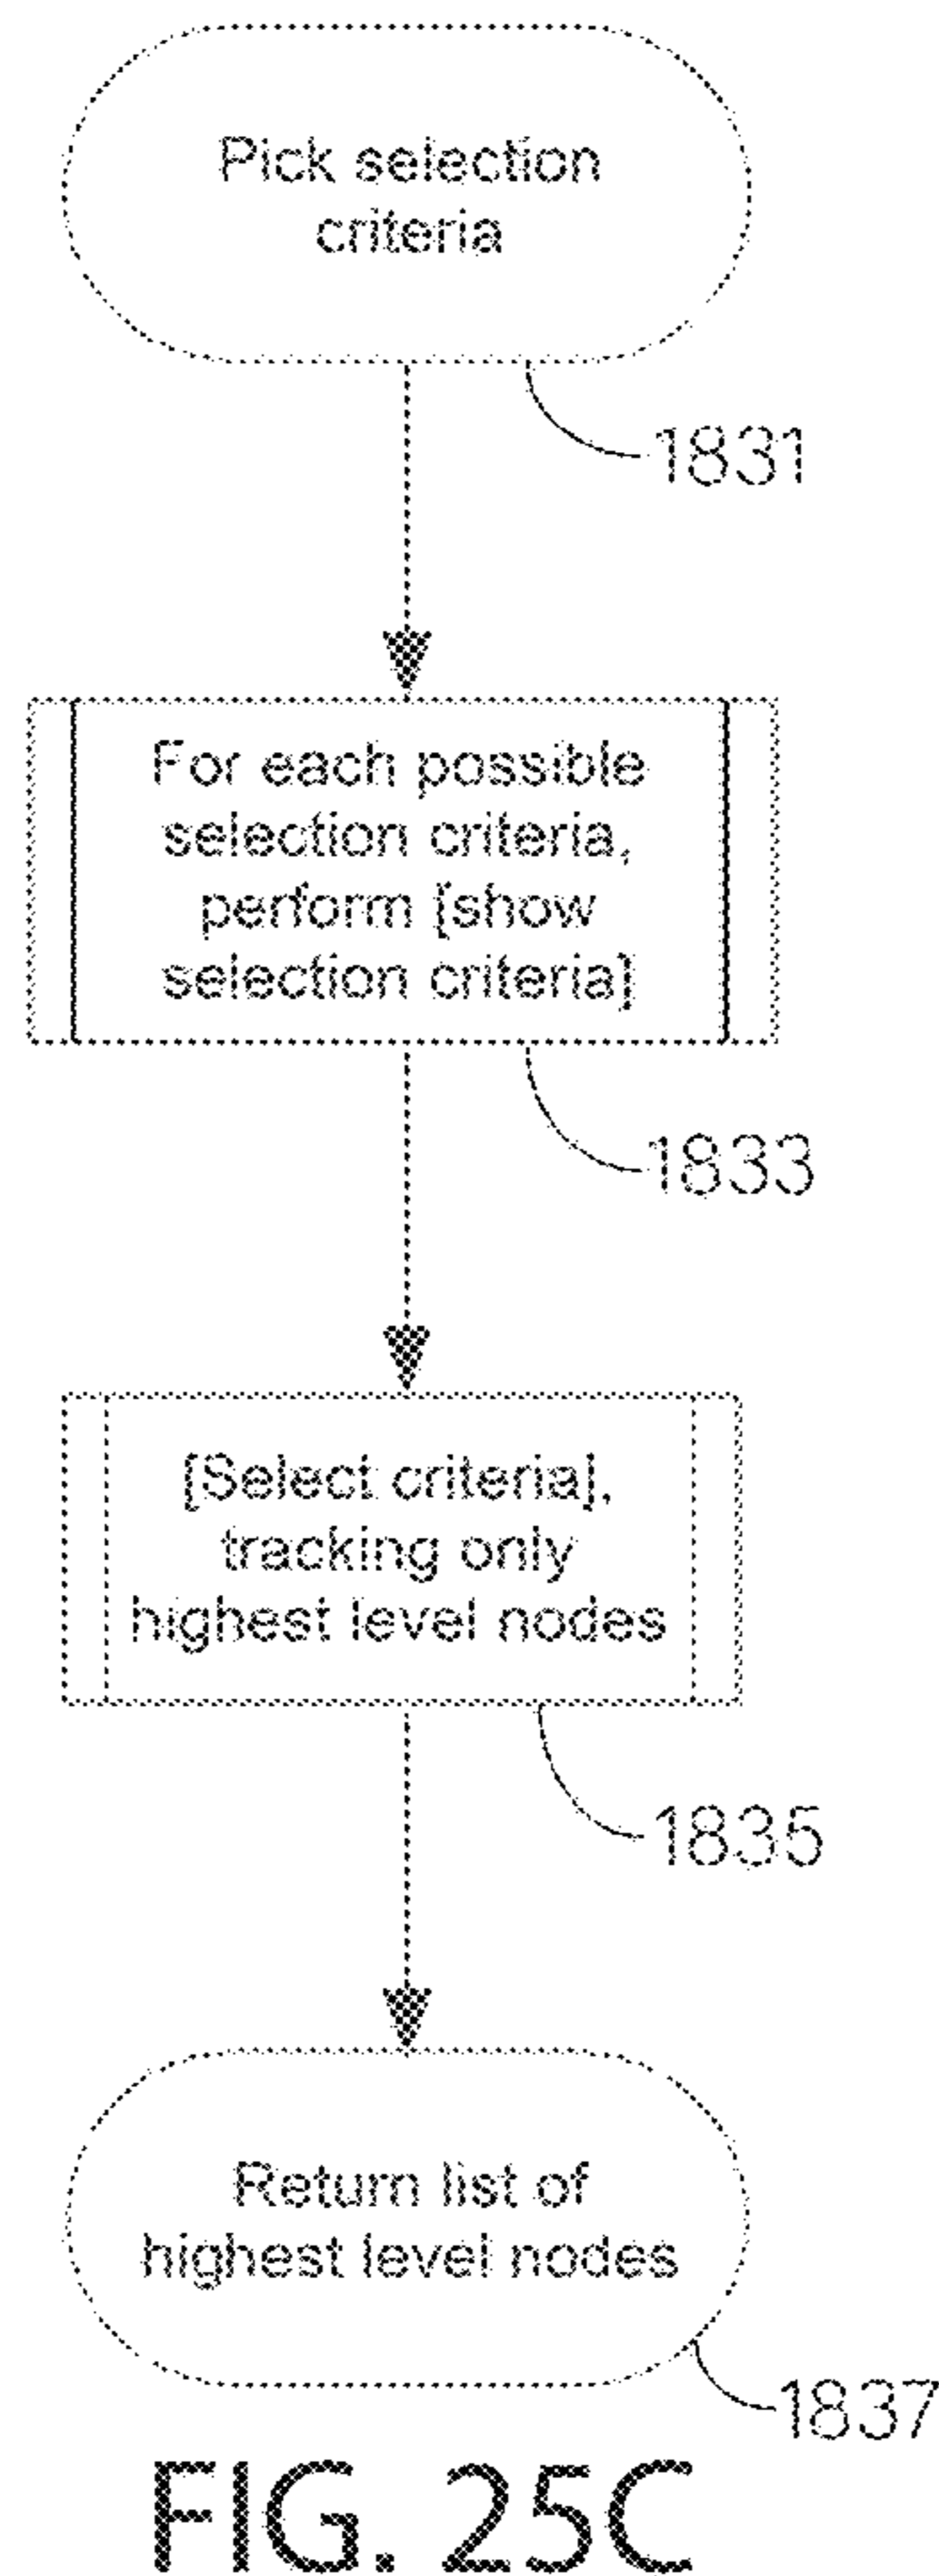 Pick selection
criteria
1831
For each possible
selection criteria,
perform [show
selection criteria]
1833
[Select criteria],
tracking only
highest level nodes
1835
Return list of
highest level nodes
1837
FIG. 25C